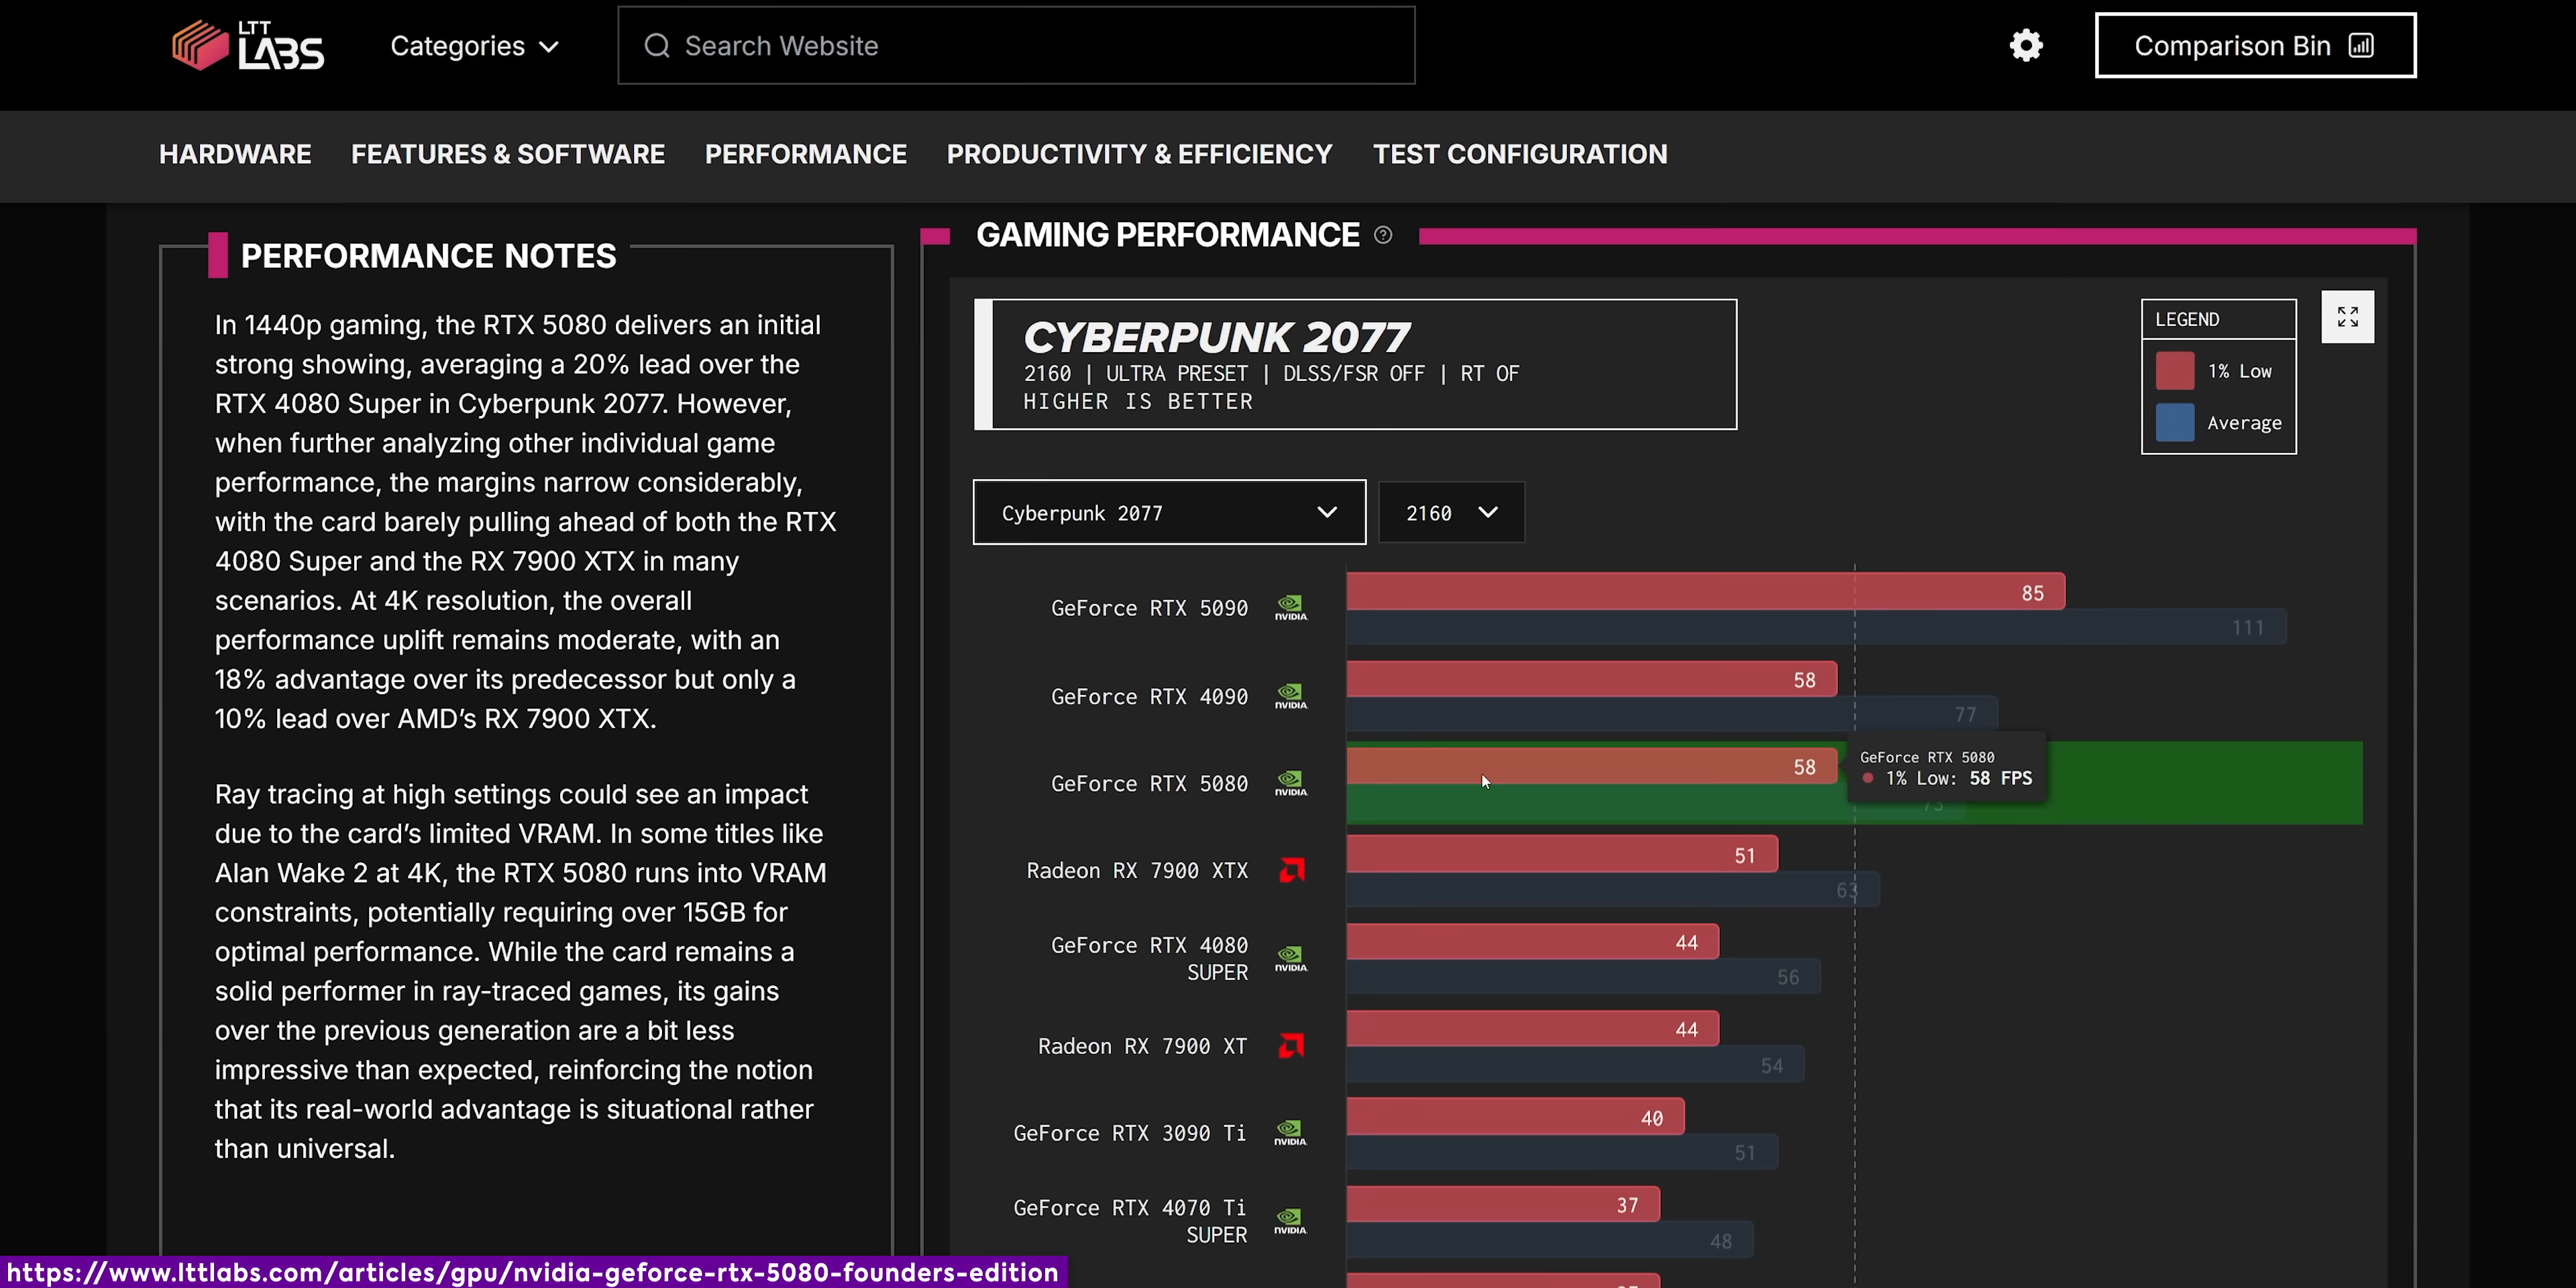 LTT
LABS
Categories
Search Website
Comparison Bin
HARDWARE
FEATURES & SOFTWARE
PERFORMANCE
PRODUCTIVITY & EFFICIENCY
TEST CONFIGURATION
PERFORMANCE NOTES
In 1440p gaming, the RTX 5080 delivers an initial
strong showing, averaging a 20% lead over the
RTX 4080 Super in Cyberpunk 2077. However,
when further analyzing other individual game
performance, the margins narrow considerably,
with the card barely pulling ahead of both the RTX
4080 Super and the RX 7900 XTX in many
scenarios. At 4K resolution, the overall
performance uplift remains moderate, with an
18% advantage over its predecessor but only a
10% lead over AMD’s RX 7900 XTX.
Ray tracing at high settings could see an impact
due to the card’s limited VRAM. In some titles like
Alan Wake 2 at 4K, the RTX 5080 runs into VRAM
constraints, potentially requiring over 15GB for
optimal performance. While the card remains a
solid performer in ray-traced games, its gains
over the previous generation are a bit less
impressive than expected, reinforcing the notion
that its real-world advantage is situational rather
than universal.
GAMING PERFORMANCE ?
CYBERPUNK 2077
2160 | ULTRA PRESET | DLSS/FSR OFF | RT OF
HIGHER IS BETTER
LEGEND
1% Low
Average
Cyberpunk 2077
2160
GeForce RTX 5090
NVIDIA.
85
111
GeForce RTX 4090
NVIDIA.
58
77
GeForce RTX 5080
NVIDIA.
58
73
GeForce RTX 5080
1% Low: 58 FPS
Radeon RX 7900 XTX
51
63
GeForce RTX 4080
SUPER
NVIDIA.
44
56
Radeon RX 7900 XT
44
54
GeForce RTX 3090 Ti
NVIDIA.
40
51
GeForce RTX 4070 Ti
SUPER
NVIDIA.
37
48
https://www.lttlabs.com/articles/gpu/nvidia-geforce-rtx-5080-founders-edition